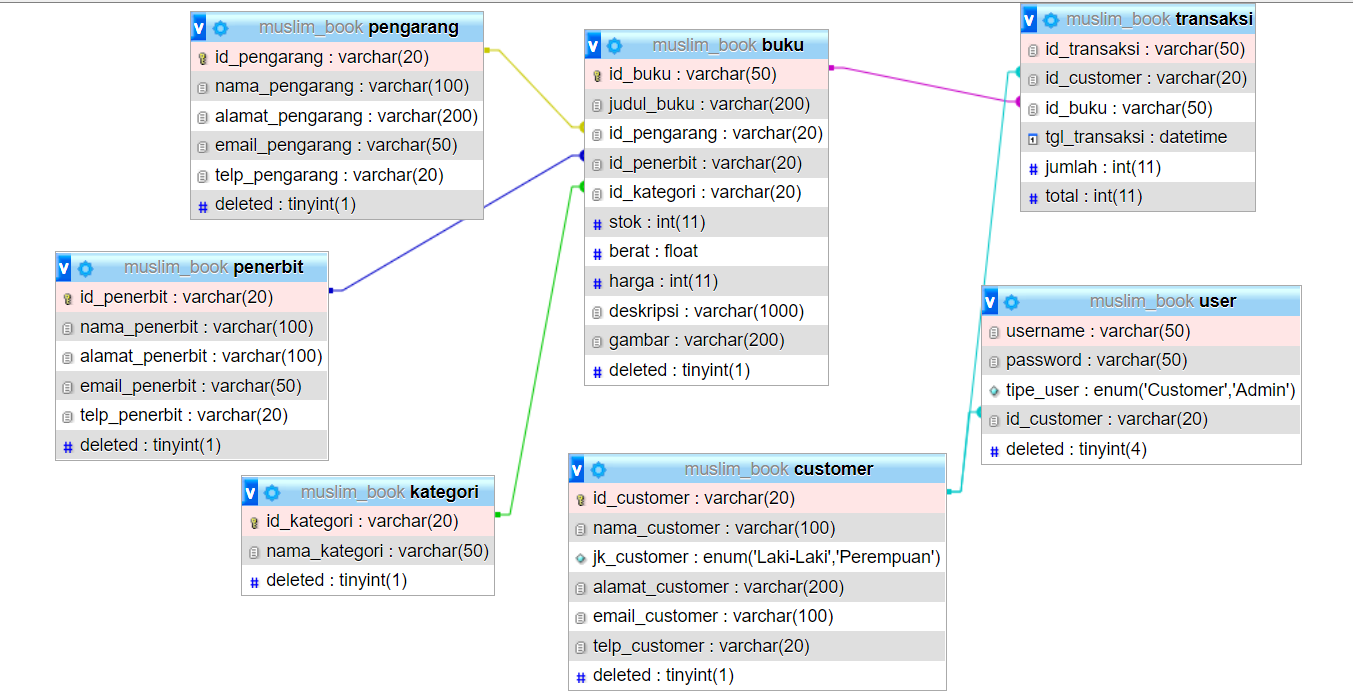 v muslim_book pengarang
id_pengarang : varchar(20)
nama_pengarang : varchar(100)
alamat_pengarang : varchar(200)
email_pengarang : varchar(50)
telp_pengarang : varchar(20)
# deleted : tinyint(1)
v muslim_book penerbit
id_penerbit : varchar(20)
nama_penerbit : varchar(100)
alamat_penerbit : varchar(100)
email_penerbit : varchar(50)
telp_penerbit : varchar(20)
# deleted : tinyint(1)
v muslim_book kategori
id_kategori : varchar(20)
nama_kategori : varchar(50)
# deleted : tinyint(1)
v muslim_book buku
id_buku : varchar(50)
judul_buku : varchar(200)
id_pengarang : varchar(20)
id_penerbit : varchar(20)
id_kategori : varchar(20)
# stok : int(11)
# berat : float
# harga : int(11)
deskripsi : varchar(1000)
gambar : varchar(200)
# deleted : tinyint(1)
v muslim_book customer
id_customer : varchar(20)
nama_customer : varchar(100)
jk_customer : enum('Laki-Laki','Perempuan')
alamat_customer : varchar(200)
email_customer : varchar(100)
telp_customer : varchar(20)
# deleted : tinyint(1)
v muslim_book transaksi
id_transaksi : varchar(50)
id_customer : varchar(20)
id_buku : varchar(50)
tgl_transaksi : datetime
# jumlah : int(11)
# total : int(11)
v muslim_book user
username : varchar(50)
password : varchar(50)
tipe_user : enum('Customer','Admin')
id_customer : varchar(20)
# deleted : tinyint(4)